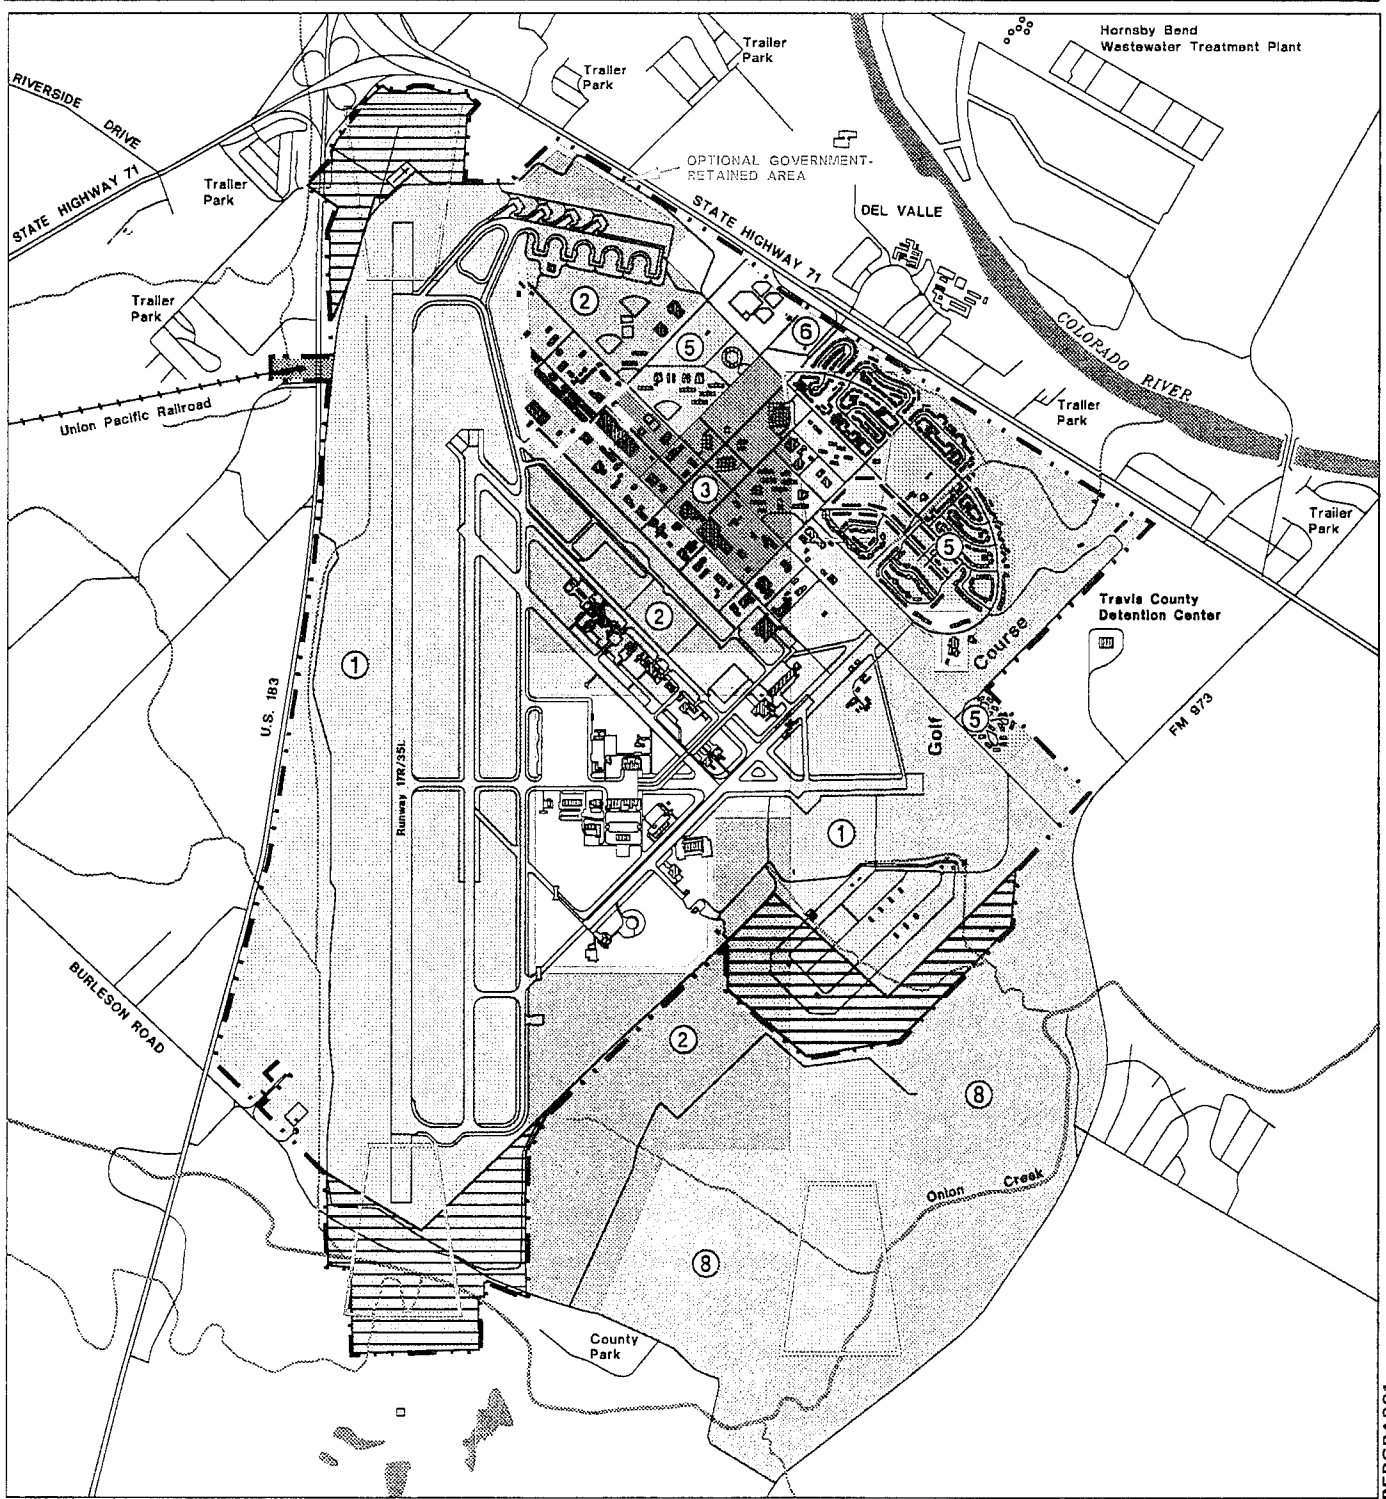 Hornsby Bend
Wastewater Treatment Plant
Trailer
Park
Trailer
Park
RIVERSIDE
DRIVE
STATE HIGHWAY 71
Trailer
Park
OPTIONAL GOVERNMENT-
RETAINED AREA
STATE HIGHWAY 71
DEL VALLE
COLORADO RIVER
Trailer
Park
2
6
5
Union Pacific Railroad
Trailer
Park
3
Trailer
Park
5
2
Travis County
Detention Center
Course
1
U.S. 183
Golf
5
FM 973
Runway 17R/35L
1
BURLESON ROAD
2
8
Onion Creek
8
County
Park